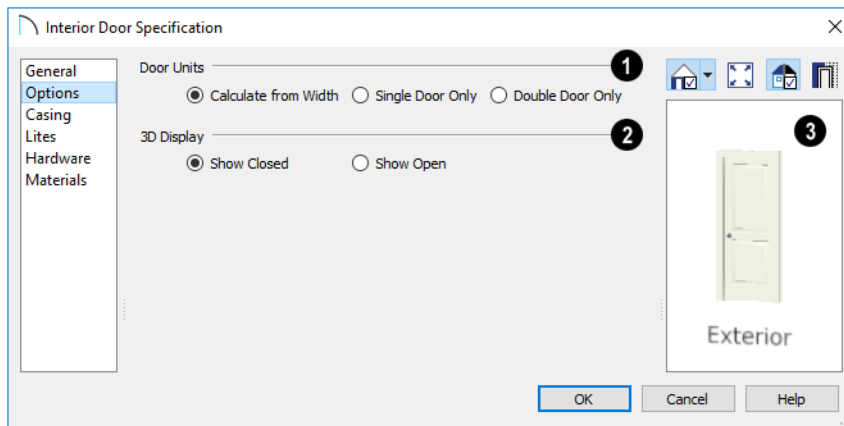 Interior Door Specification
General
Options
Casing
Lites
Hardware
Materials
Door Units
1
Calculate from Width Single Door Only Double Door Only
3D Display
2
Show Closed Show Open
3
Exterior
OK Cancel Help